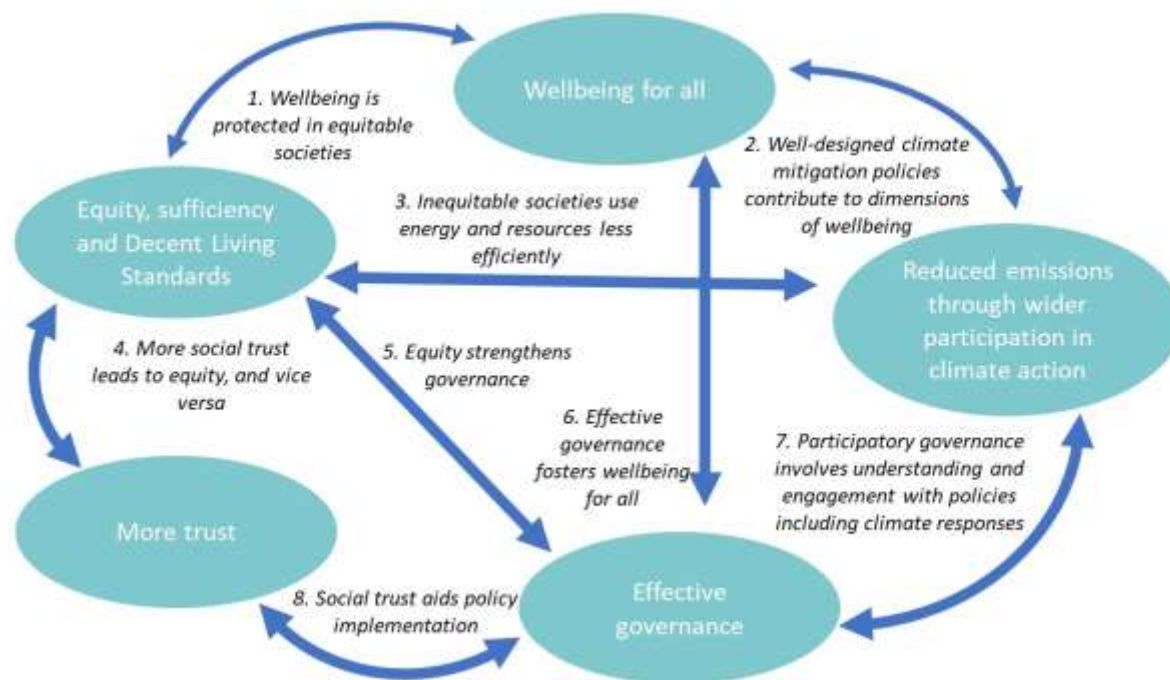 Wellbeing for all
1. Wellbeing is
protected in equitable
societies
2. Well-designed climate
mitigation policies
contribute to dimensions
of wellbeing
Equity, sufficiency
and Decent Living
Standards
3. Inequitable societies use
energy and resources less
efficiently
Reduced emissions
through wider
participation in
climate action
4. More social trust
leads to equity, and vice
versa
5. Equity strengthens
governance
6. Effective
governance
fosters wellbeing
for all
7. Participatory governance
involves understanding and
engagement with policies
including climate responses
More trust
8. Social trust aids policy
implementation
Effective
governance